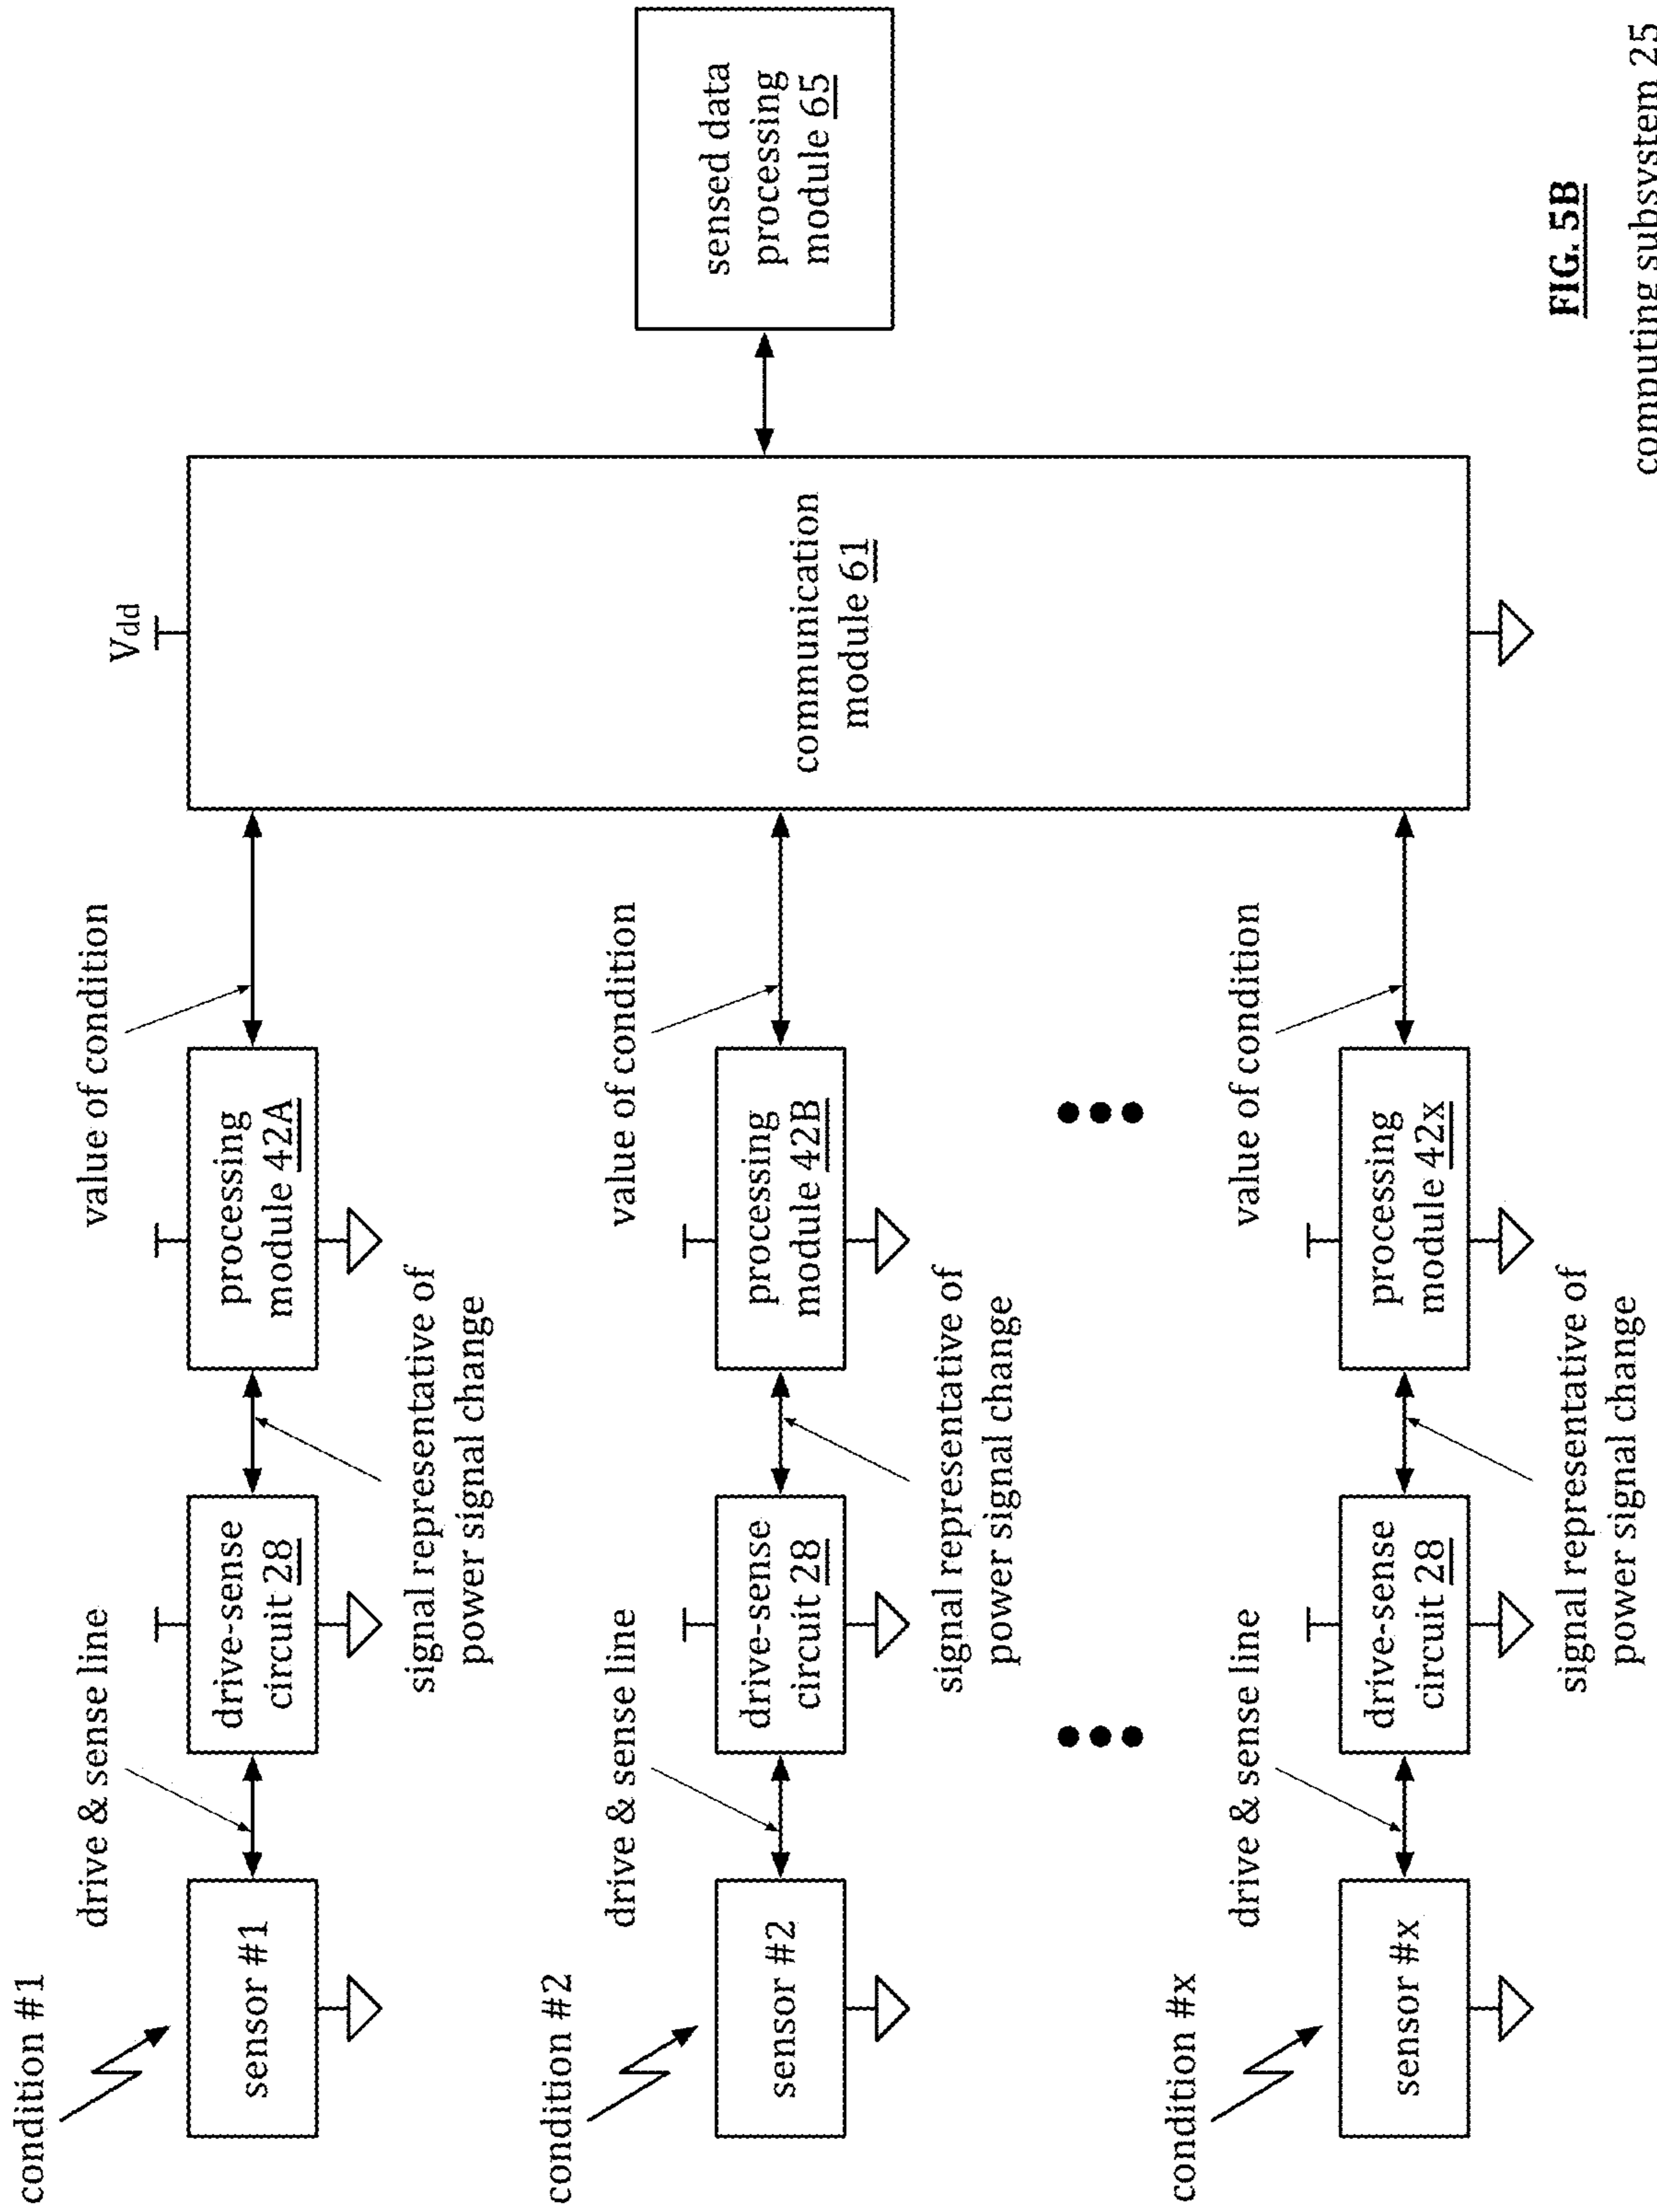 condition #1
drive & sense line
value of condition
Vdd
sensor #1
drive-sense
circuit 28
processing
module 42A
signal representative of
power signal change
condition #2
drive & sense line
value of condition
sensor #2
drive-sense
circuit 28
processing
module 42B
signal representative of
power signal change
communication
module 61
sensed data
processing
module 65
condition #x
drive & sense line
value of condition
sensor #x
drive-sense
circuit 28
processing
module 42x
signal representative of
power signal change
FIG. 5B
computing subsystem 25